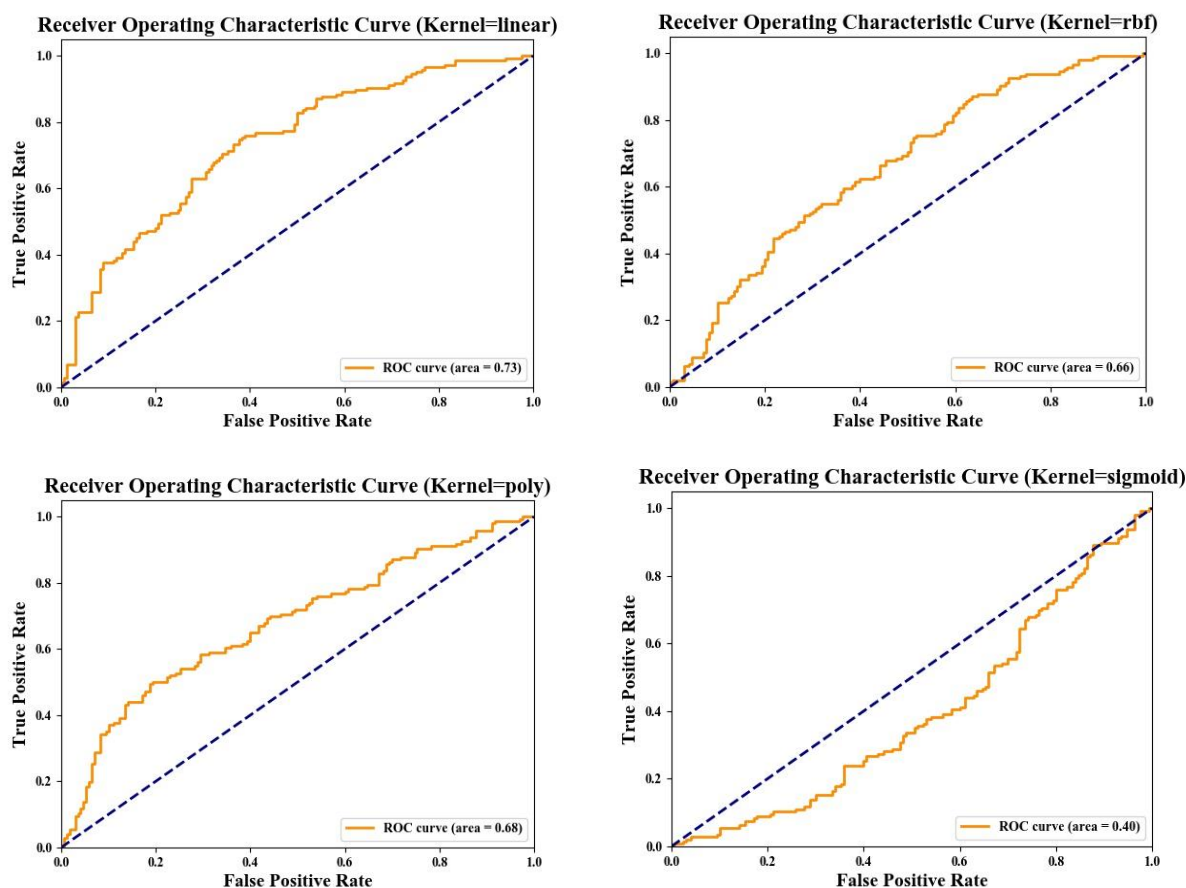 Receiver Operating Characteristic Curve (Kernel=linear)
1.0
0.8
0.6
0.4
0.2
0.0
True Positive Rate
ROC curve (area = 0.73)
0.0 0.2 0.4 0.6 0.8 1.0
False Positive Rate
Receiver Operating Characteristic Curve (Kernel=rbf)
1.0
0.8
0.6
0.4
0.2
0.0
True Positive Rate
ROC curve (area = 0.66)
0.0 0.2 0.4 0.6 0.8 1.0
False Positive Rate
Receiver Operating Characteristic Curve (Kernel=poly)
1.0
0.8
0.6
0.4
0.2
0.0
True Positive Rate
ROC curve (area = 0.68)
0.0 0.2 0.4 0.6 0.8 1.0
False Positive Rate
Receiver Operating Characteristic Curve (Kernel=sigmoid)
1.0
0.8
0.6
0.4
0.2
0.0
True Positive Rate
ROC curve (area = 0.40)
0.0 0.2 0.4 0.6 0.8 1.0
False Positive Rate